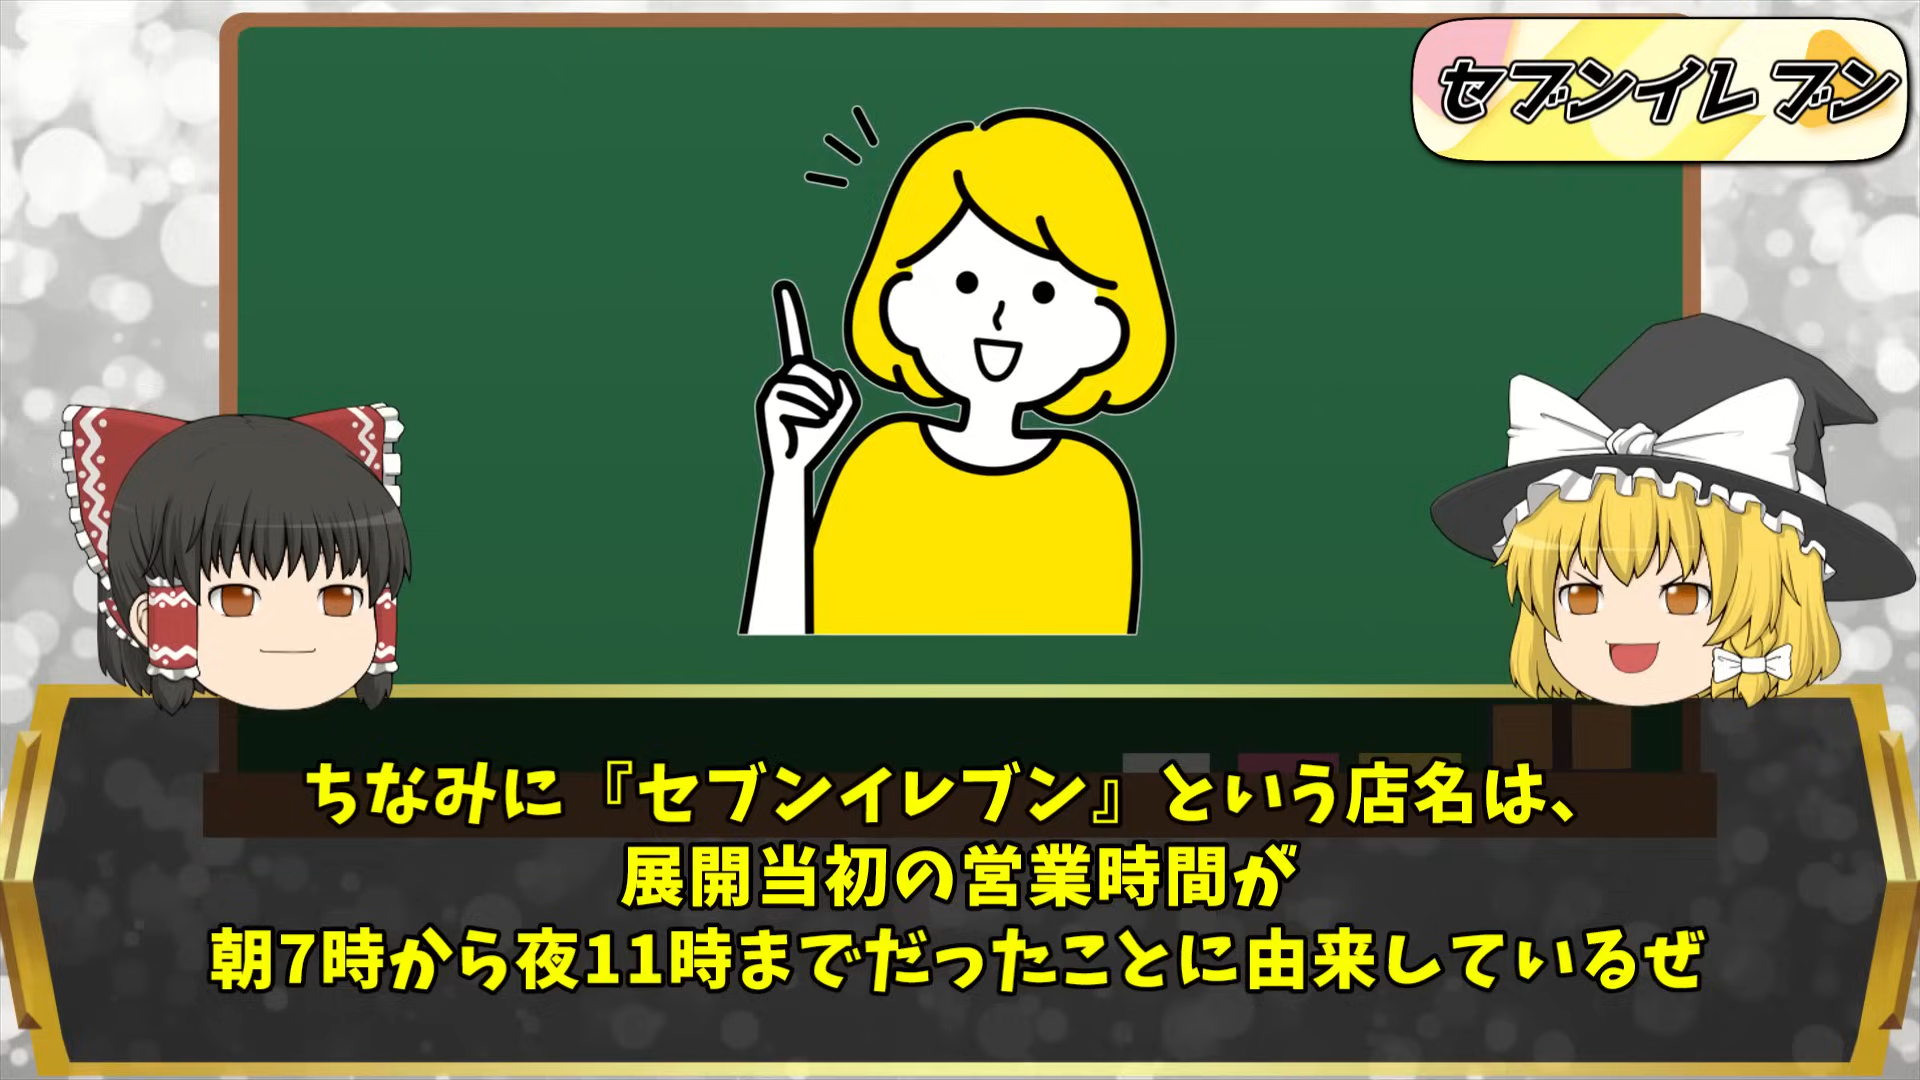 セブンイレブン
ちなみに『セブンイレブン』という店名は、
展開当初の営業時間が
朝7時から夜11時までだったことに由来しているぜ